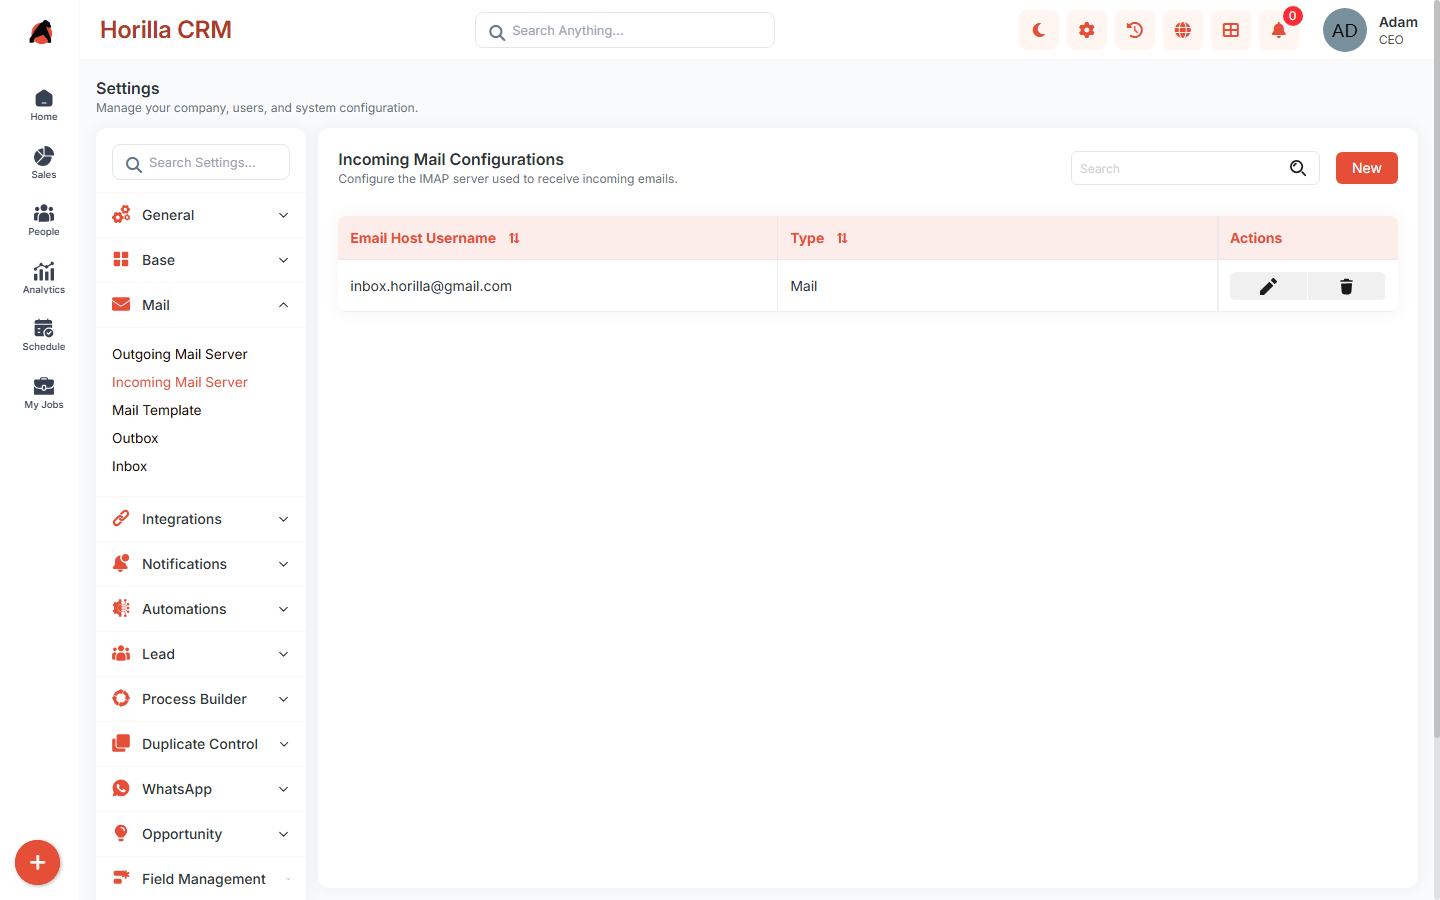 Horilla CRM
Search Anything...
0
AD
Adam
CEO
Home
Sales
People
Analytics
Schedule
My Jobs
Settings
Manage your company, users, and system configuration.
Search Settings...
General
Base
Mail
Outgoing Mail Server
Incoming Mail Server
Mail Template
Outbox
Inbox
Integrations
Notifications
Automations
Lead
Process Builder
Duplicate Control
WhatsApp
Opportunity
Field Management
Incoming Mail Configurations
Configure the IMAP server used to receive incoming emails.
Search
New
Email Host Username
Type
Actions
inbox.horilla@gmail.com
Mail